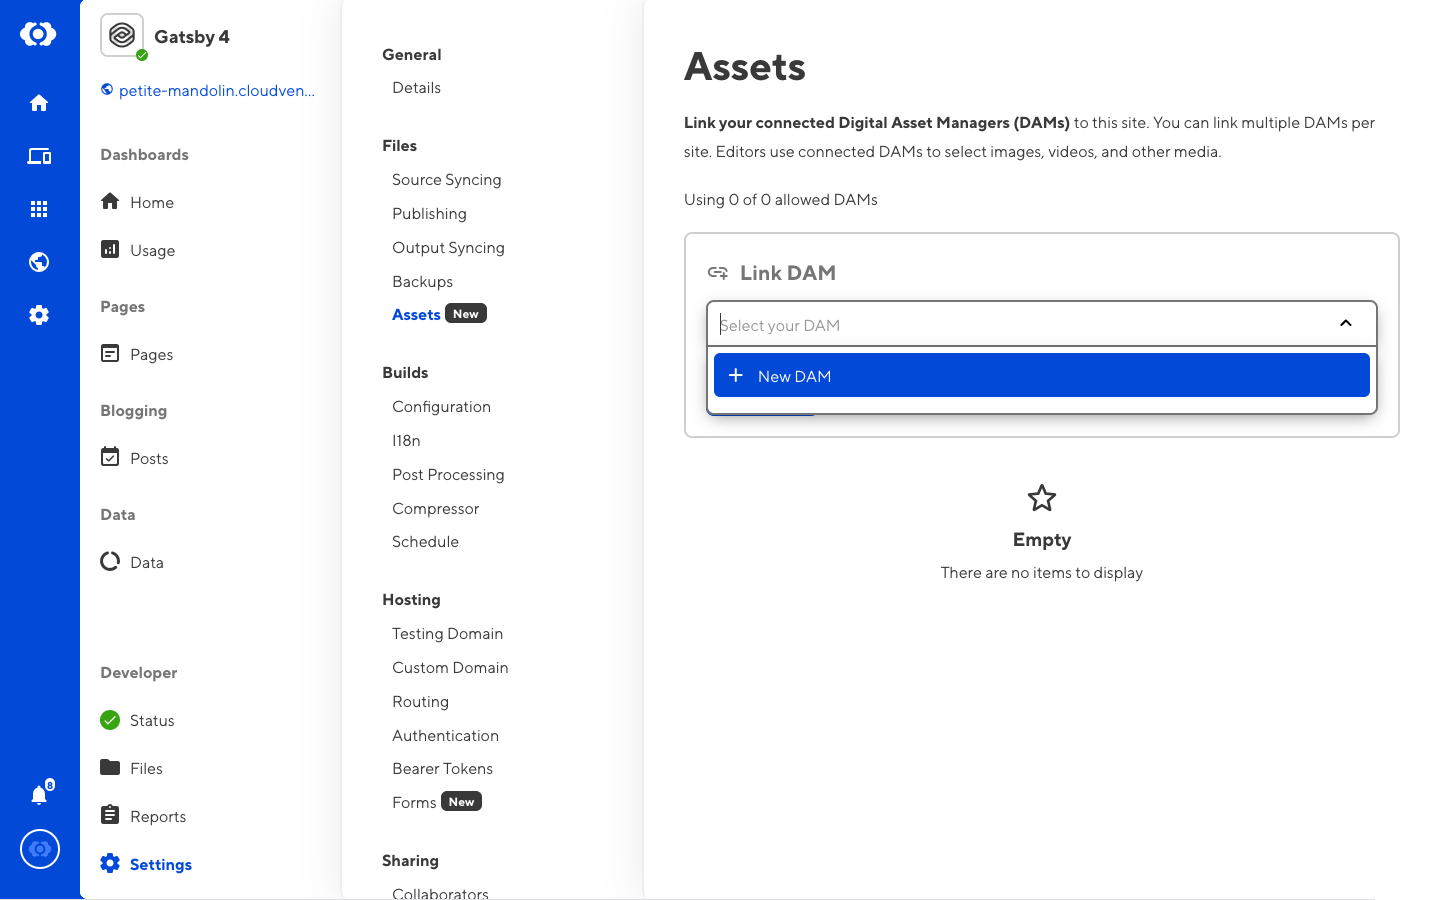 Gatsby 4
petite-mandolin.cloudven...
Dashboards
Home
Usage
Pages
Pages
Blogging
Posts
Data
Data
Developer
Status
Files
Reports
Settings
8
General
Details
Files
Source Syncing
Publishing
Output Syncing
Backups
Assets New
Builds
Configuration
I18n
Post Processing
Compressor
Schedule
Hosting
Testing Domain
Custom Domain
Routing
Authentication
Bearer Tokens
Forms New
Sharing
Collaborators
Assets
Link your connected Digital Asset Managers (DAMs) to this site. You can link multiple DAMs per
site. Editors use connected DAMs to select images, videos, and other media.
Using 0 of 0 allowed DAMs
Link DAM
Select your DAM
New DAM
Empty
There are no items to display